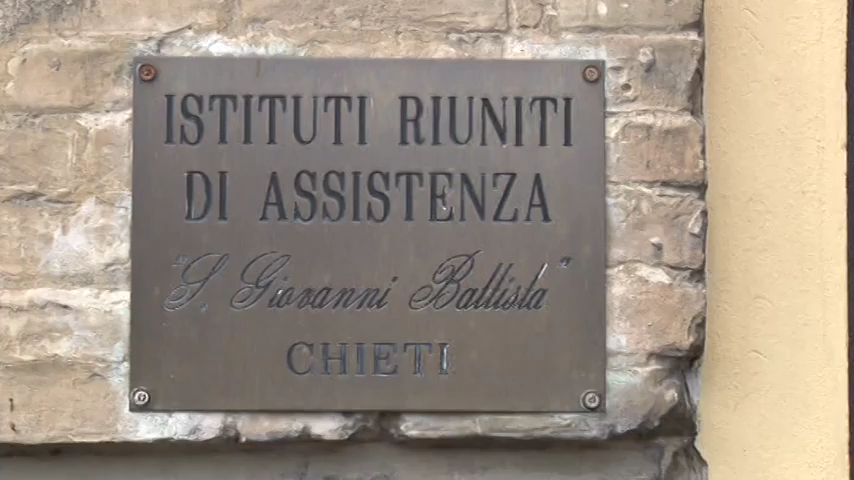 ISTITUTI RIUNITI
DI ASSISTENZA
"S. Giovanni Battista"
CHIETI